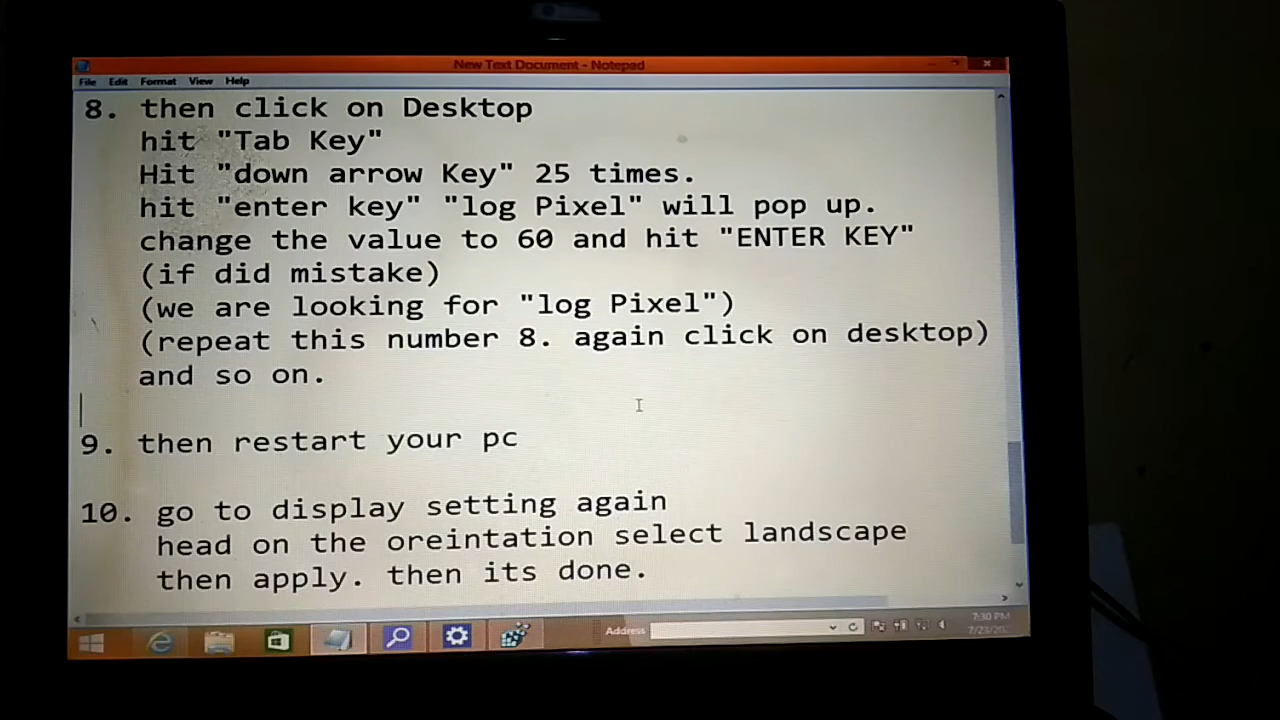 New Text Document - Notepad
File Edit Format View Help
8. then click on Desktop
hit "Tab Key"
Hit "down arrow Key" 25 times.
hit "enter key" "log Pixel" will pop up.
change the value to 60 and hit "ENTER KEY"
(if did mistake)
(we are looking for "log Pixel")
(repeat this number 8. again click on desktop)
and so on.
9. then restart your pc
10. go to display setting again
head on the oreintation select landscape
then apply. then its done.
Address
7:30 PM